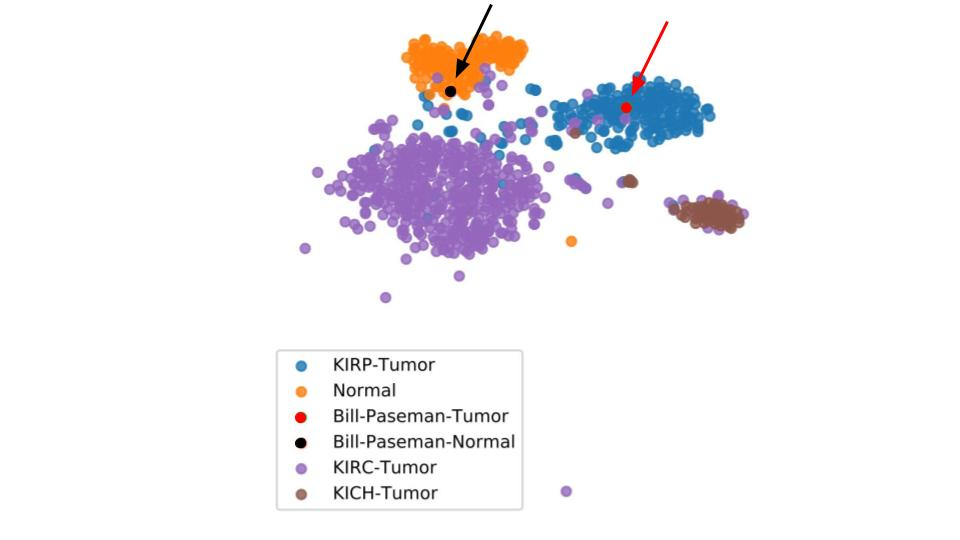 KIRP-Tumor
Normal
Bill-Paseman-Tumor
Bill-Paseman-Normal
KIRC-Tumor
KICH-Tumor